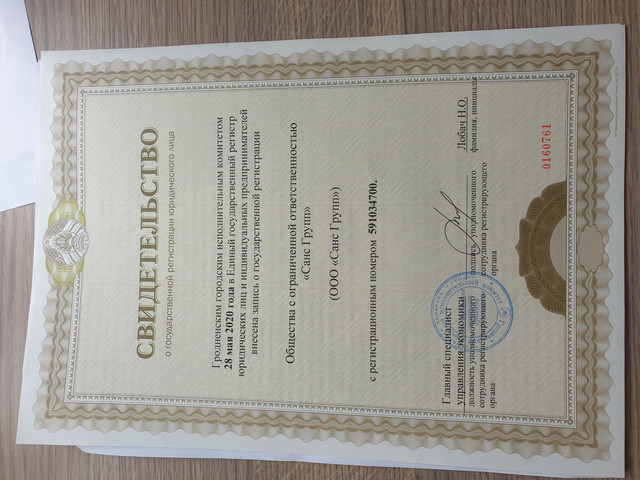 СВИДЕТЕЛЬСТВО
о государственной регистрации юридического лица
Гродненским городским исполнительным комитетом
28 мая 2020 года в Единый государственный регистр
юридических лиц и индивидуальных предпринимателей
внесена запись о государственной регистрации
Общества с ограниченной ответственностью
«Санс Групп»
(ООО «Санс Групп»)
с регистрационным номером 591034700.
Главный специалист
управления экономики
Лобач Н.О.
должность уполномоченного
сотрудника регистрирующего
органа
подпись уполномоченного
сотрудника регистрирующего
органа
фамилия, инициалы
0160761